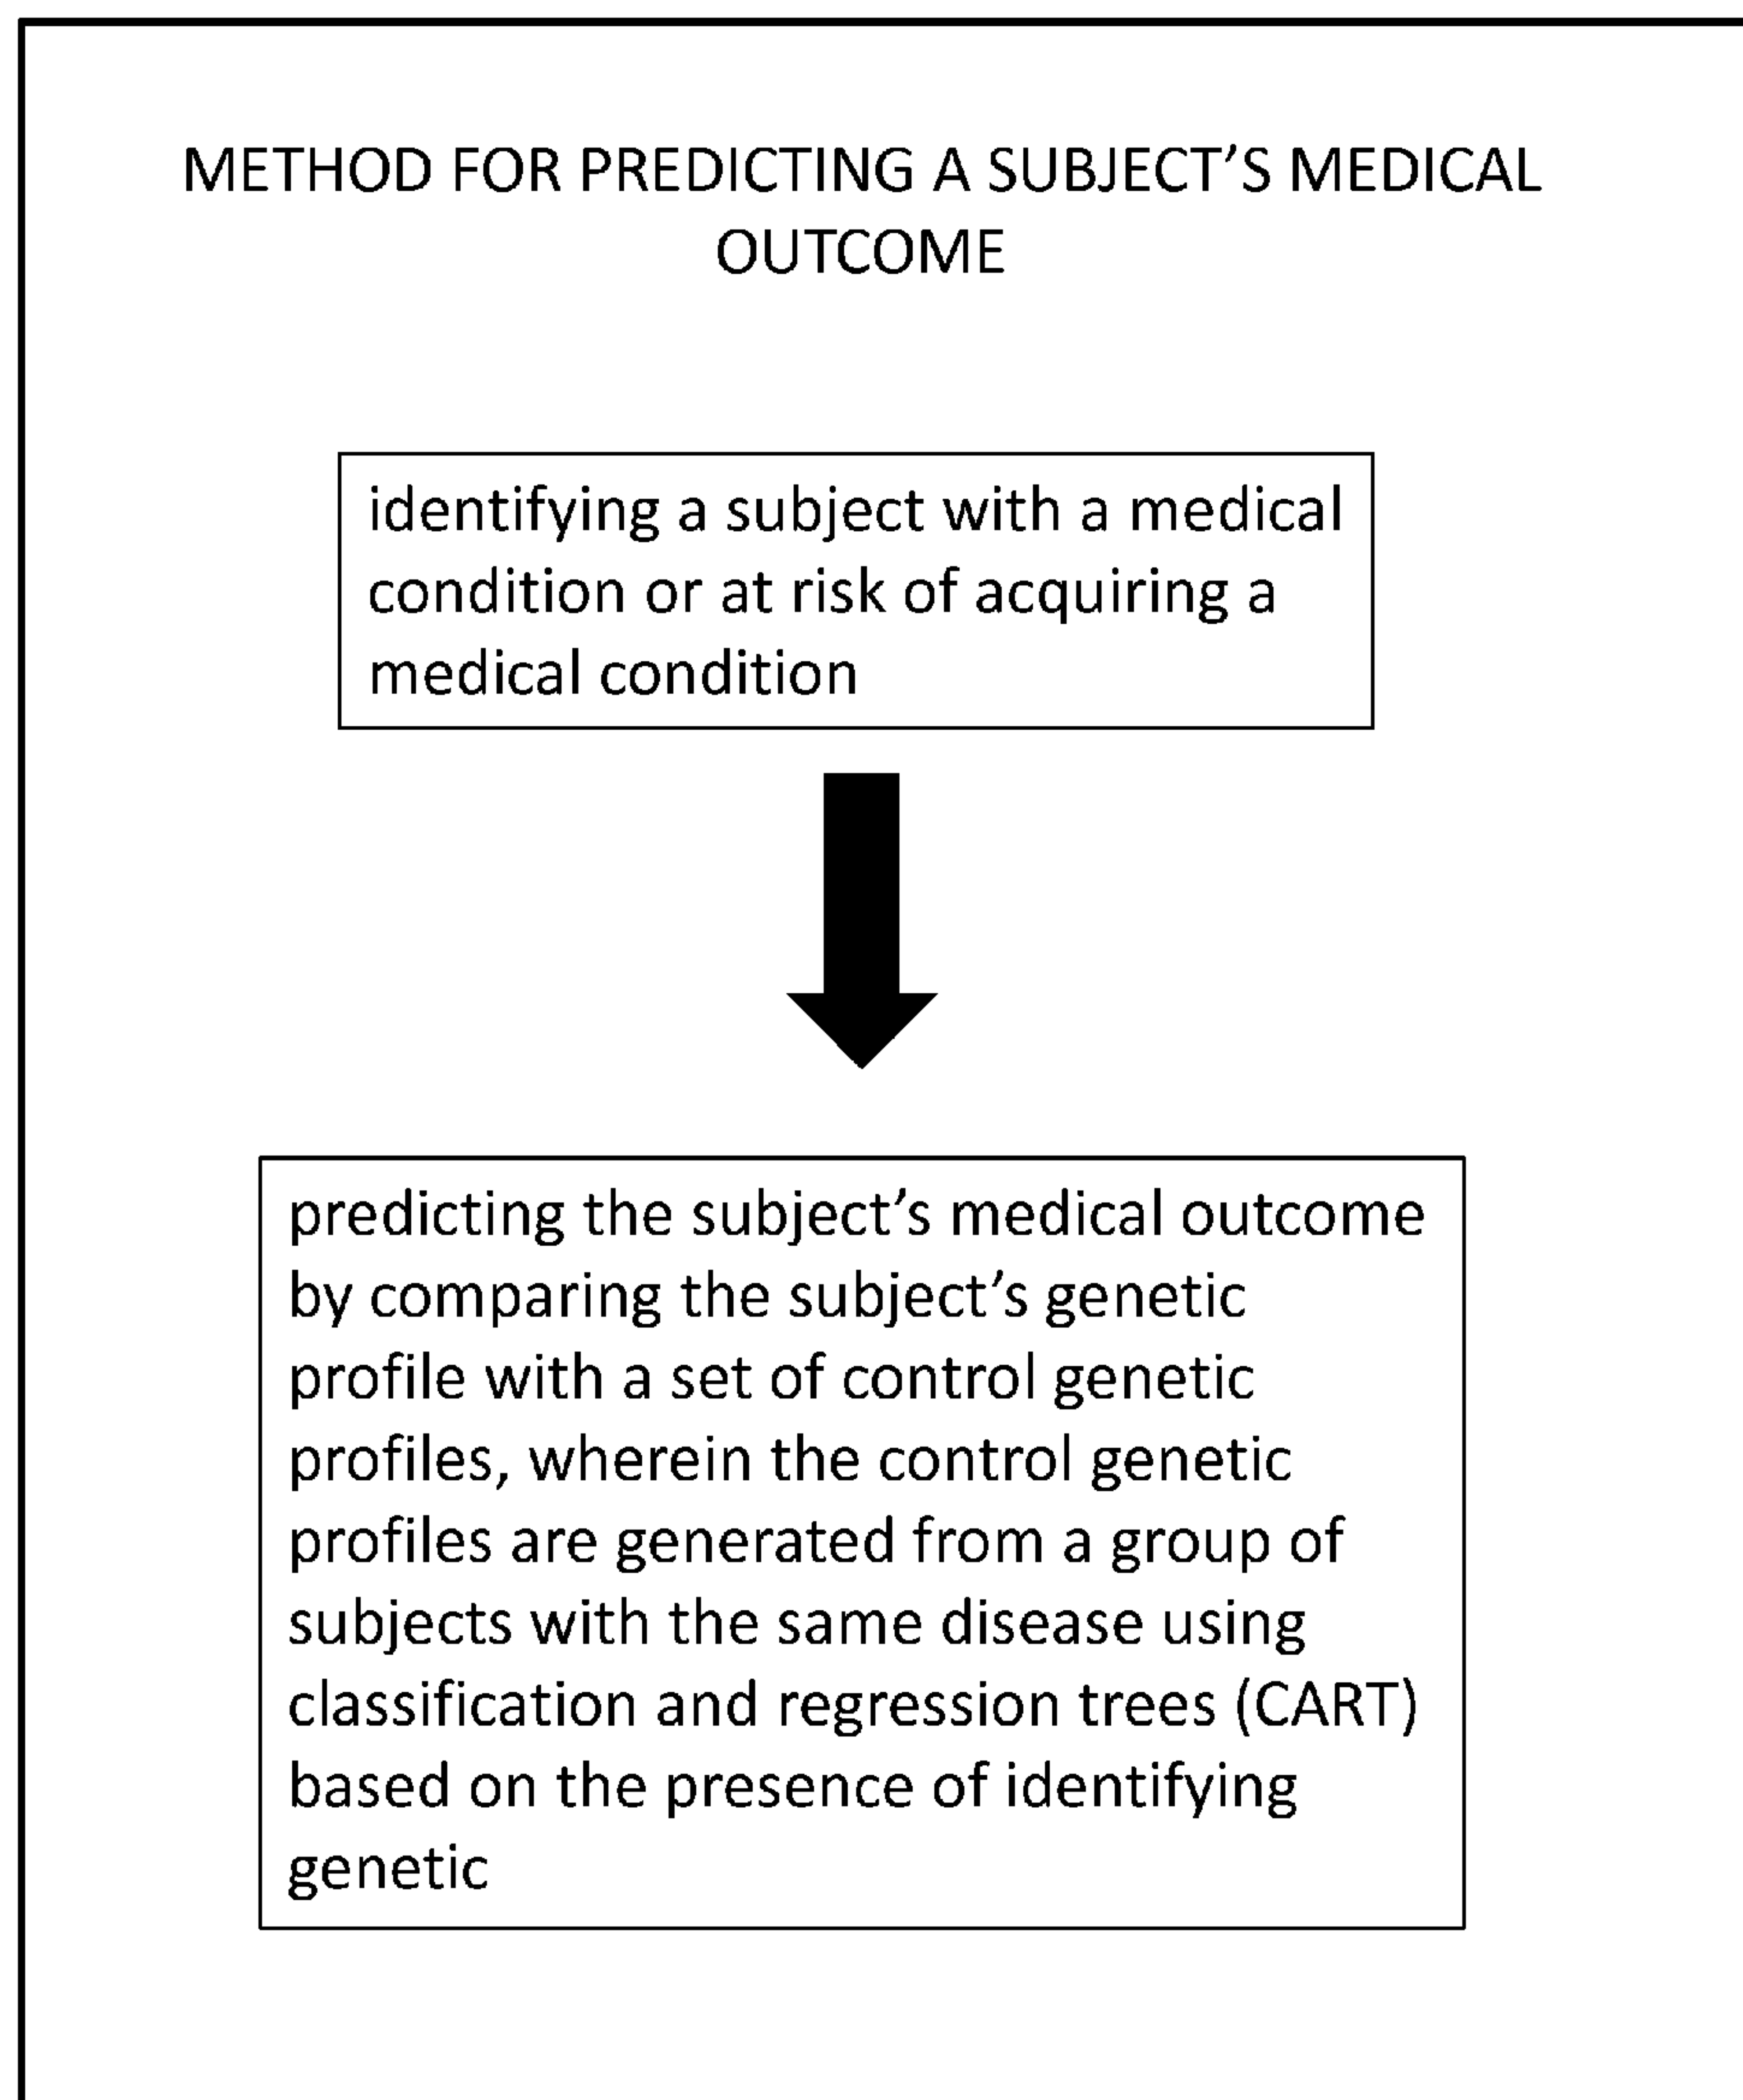 METHOD FOR PREDICTING A SUBJECT’S MEDICAL
OUTCOME
identifying a subject with a medical
condition or at risk of acquiring a
medical condition
predicting the subject’s medical outcome
by comparing the subject’s genetic
profile with a set of control genetic
profiles, wherein the control genetic
profiles are generated from a group of
subjects with the same disease using
classification and regression trees (CART)
based on the presence of identifying
genetic